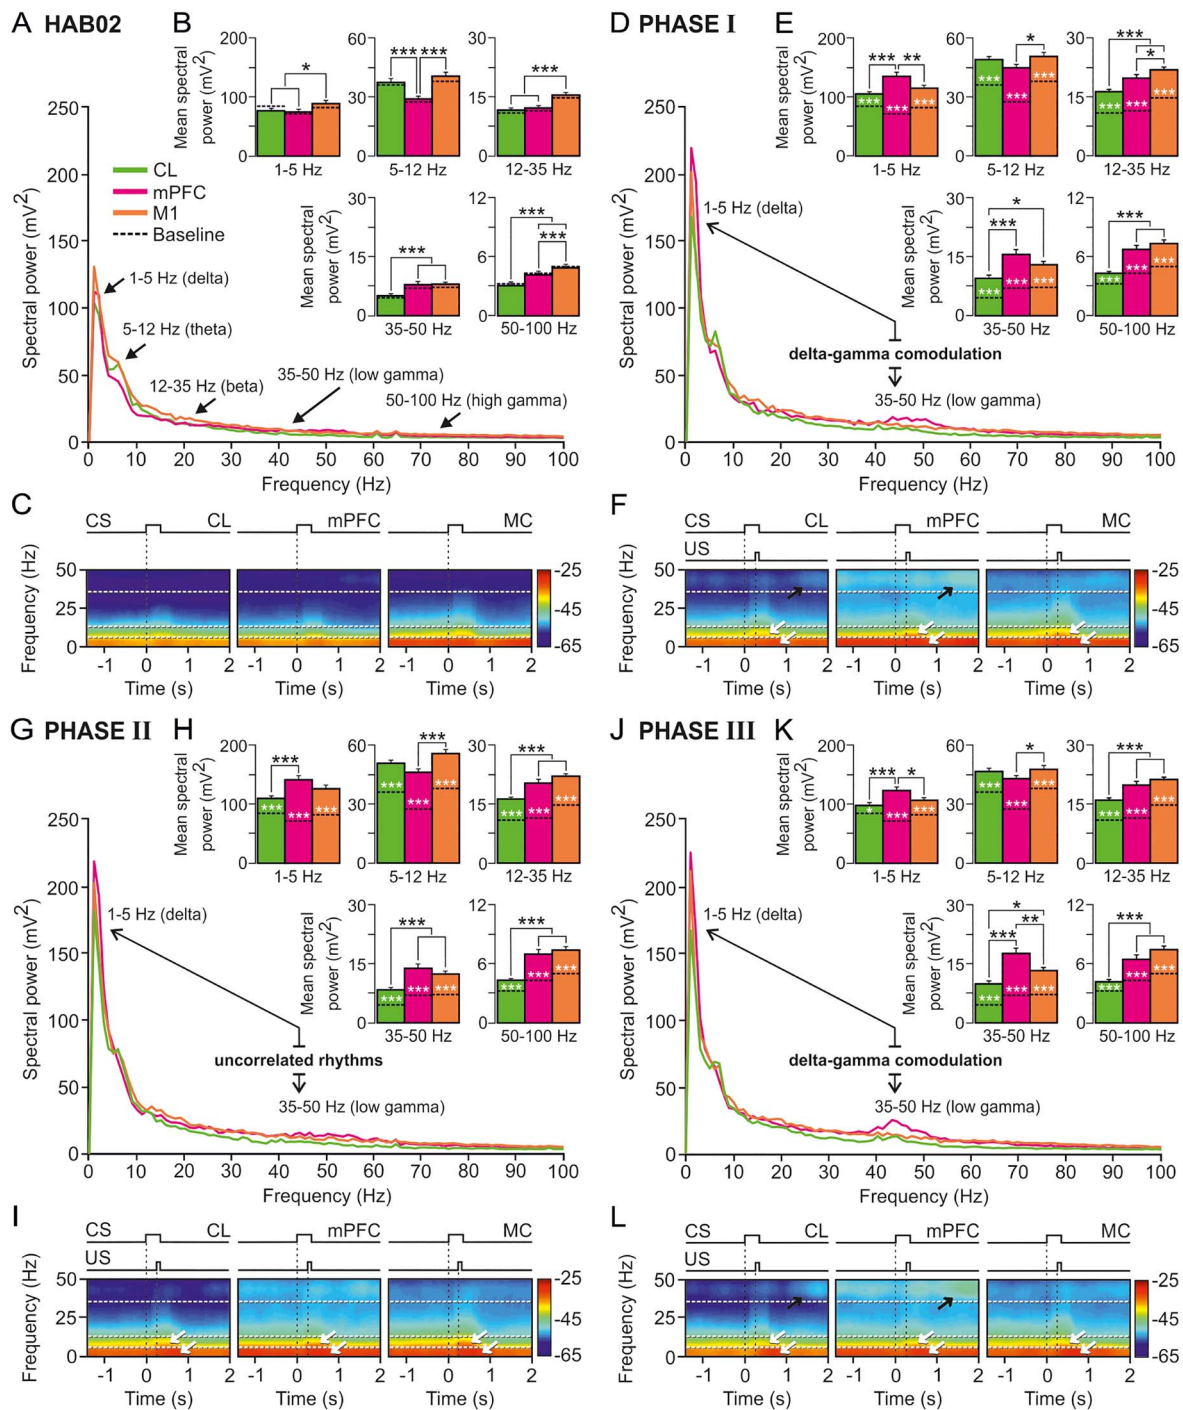 A HAB02
B
Mean spectral
power (mV2)
200
100
0
1-5 Hz
*
60
30
0
5-12 Hz
*** ***
30
15
0
12-35 Hz
***
Mean spectral
power (mV2)
30
15
0
35-50 Hz
***
12
6
0
50-100 Hz
***
***
Spectral power (mV2)
250
200
150
100
50
0
CL
mPFC
M1
Baseline
1-5 Hz (delta)
5-12 Hz (theta)
12-35 Hz (beta)
35-50 Hz (low gamma)
50-100 Hz (high gamma)
0 10 20 30 40 50 60 70 80 90 100
Frequency (Hz)
C
CS CL mPFC MC
Frequency (Hz)
50
25
0
-1 0 1 2 -1 0 1 2 -1 0 1 2
Time (s) Time (s) Time (s)
-25
-45
-65
D PHASE I
E
Mean spectral
power (mV2)
200
100
0
*** **
*** *** ***
1-5 Hz
60
30
0
*
*** *** ***
5-12 Hz
30
15
0
***
*
*** *** ***
12-35 Hz
Mean spectral
power (mV2)
30
15
0
*
***
*** *** ***
35-50 Hz
12
6
0
***
*** *** ***
50-100 Hz
Spectral power (mV2)
250
200
150
100
50
0
1-5 Hz (delta)
delta-gamma comodulation
35-50 Hz (low gamma)
0 10 20 30 40 50 60 70 80 90 100
Frequency (Hz)
F
CS CL mPFC MC
US
Frequency (Hz)
50
25
0
-1 0 1 2 -1 0 1 2 -1 0 1 2
Time (s) Time (s) Time (s)
-25
-45
-65
G PHASE II
H
Mean spectral
power (mV2)
200
100
0
***
*** *** ***
1-5 Hz
60
30
0
***
*** *** ***
5-12 Hz
30
15
0
***
*** *** ***
12-35 Hz
Mean spectral
power (mV2)
30
15
0
***
*** *** ***
35-50 Hz
12
6
0
***
*** *** ***
50-100 Hz
Spectral power (mV2)
250
200
150
100
50
0
1-5 Hz (delta)
uncorrelated rhythms
35-50 Hz (low gamma)
0 10 20 30 40 50 60 70 80 90 100
Frequency (Hz)
I
CS CL mPFC MC
US
Frequency (Hz)
50
25
0
-1 0 1 2 -1 0 1 2 -1 0 1 2
Time (s) Time (s) Time (s)
-25
-45
-65
J PHASE III
K
Mean spectral
power (mV2)
200
100
0
*** *
* *** ***
1-5 Hz
60
30
0
*
*** *** ***
5-12 Hz
30
15
0
***
*** *** ***
12-35 Hz
Mean spectral
power (mV2)
30
15
0
*
**
***
*** *** ***
35-50 Hz
12
6
0
***
*** *** ***
50-100 Hz
Spectral power (mV2)
250
200
150
100
50
0
1-5 Hz (delta)
delta-gamma comodulation
35-50 Hz (low gamma)
0 10 20 30 40 50 60 70 80 90 100
Frequency (Hz)
L
CS CL mPFC MC
US
Frequency (Hz)
50
25
0
-1 0 1 2 -1 0 1 2 -1 0 1 2
Time (s) Time (s) Time (s)
-25
-45
-65